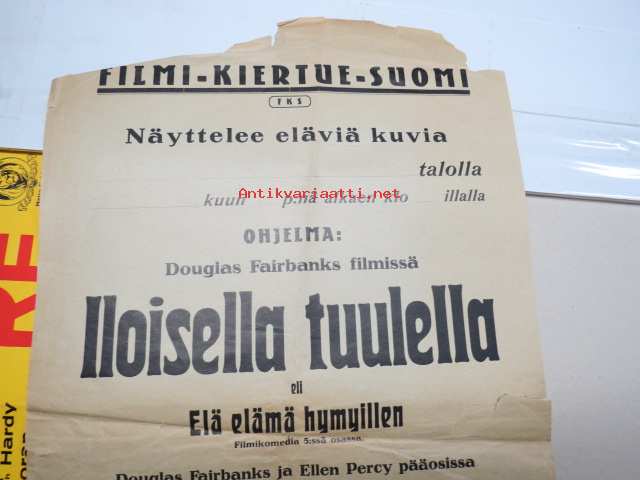 FILMI-KIERTUE-SUOMI
FKS
Näyttelee eläviä kuvia
talolla
Antikvariaatti.net
kuun p:nä alkaen klo illalla
OHJELMA:
Douglas Fairbanks filmissä
Iloisella tuulella
eli
Elä elämä hymyillen
Filmikomedia 5:ssä osassa.
Douglas Fairbanks ja Ellen Percy pääosissa
RE
Hardy